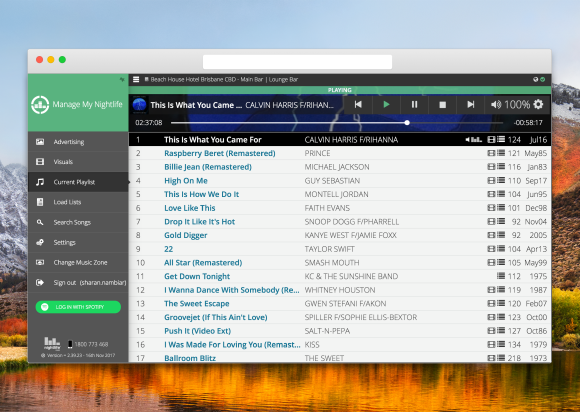 Beach House Hotel Brisbane CBD - Main Bar | Lounge Bar
PLAYING
Manage My Nightlife
This Is What You Came ... CALVIN HARRIS F/RIHAN... 100%
02:37:08 -00:58:17
Advertising
Visuals
Current Playlist
Load Lists
Search Songs
Settings
Change Music Zone
Sign out (sharan.nambiar)
LOG IN WITH SPOTIFY
nightlife 1800 773 468
Version • 2.39.23 - 16th Nov 2017
1 This Is What You Came For CALVIN HARRIS F/RIHANNA 124 Jul16
2 Raspberry Beret (Remastered) PRINCE 121 May85
3 Billie Jean (Remastered) MICHAEL JACKSON 116 Jan83
4 High On Me GUY SEBASTIAN 110 Sep17
5 This Is How We Do It MONTELL JORDAN 104 Jun95
6 Love Like This FAITH EVANS 101 Dec98
7 Drop It Like It's Hot SNOOP DOGG F/PHARRELL 92 Nov04
8 Gold Digger KANYE WEST F/JAMIE FOXX 92 2005
9 22 TAYLOR SWIFT 104 Apr13
10 All Star (Remastered) SMASH MOUTH 105 May99
11 Get Down Tonight KC & THE SUNSHINE BAND 112 1975
12 I Wanna Dance With Somebody (Re... WHITNEY HOUSTON 119 1987
13 The Sweet Escape GWEN STEFANI F/AKON 120 Feb07
14 Groovejet (If This Ain't Love) SPILLER F/SOPHIE ELLIS-BEXTOR 123 Oct00
15 Push It (Video Ext) SALT-N-PEPA 127 Oct86
16 I Was Made For Loving You (Remast... KISS 134 1979
17 Ballroom Blitz THE SWEET 218 1973